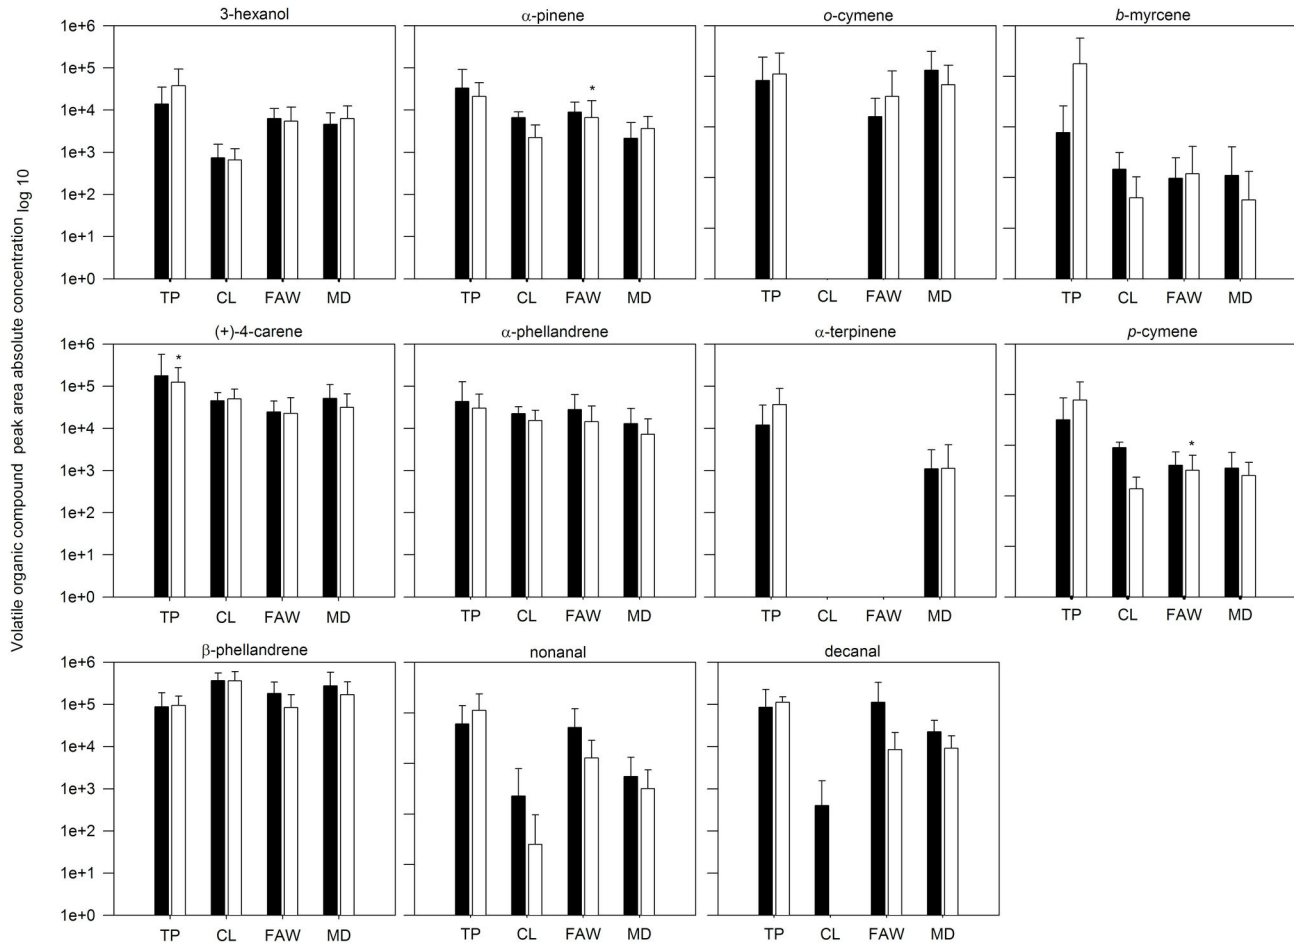 3-hexanol
α-pinene
o-cymene
b-myrcene
1e+6
1e+5
1e+4
1e+3
1e+2
1e+1
1e+0
*
TP CL FAW MD
TP CL FAW MD
TP CL FAW MD
TP CL FAW MD
Volatile organic compound peak area absolute concentration log 10
(+)-4-carene
α-phellandrene
α-terpinene
p-cymene
1e+6
1e+5
1e+4
1e+3
1e+2
1e+1
1e+0
*
*
TP CL FAW MD
TP CL FAW MD
TP CL FAW MD
TP CL FAW MD
β-phellandrene
nonanal
decanal
1e+6
1e+5
1e+4
1e+3
1e+2
1e+1
1e+0
TP CL FAW MD
TP CL FAW MD
TP CL FAW MD